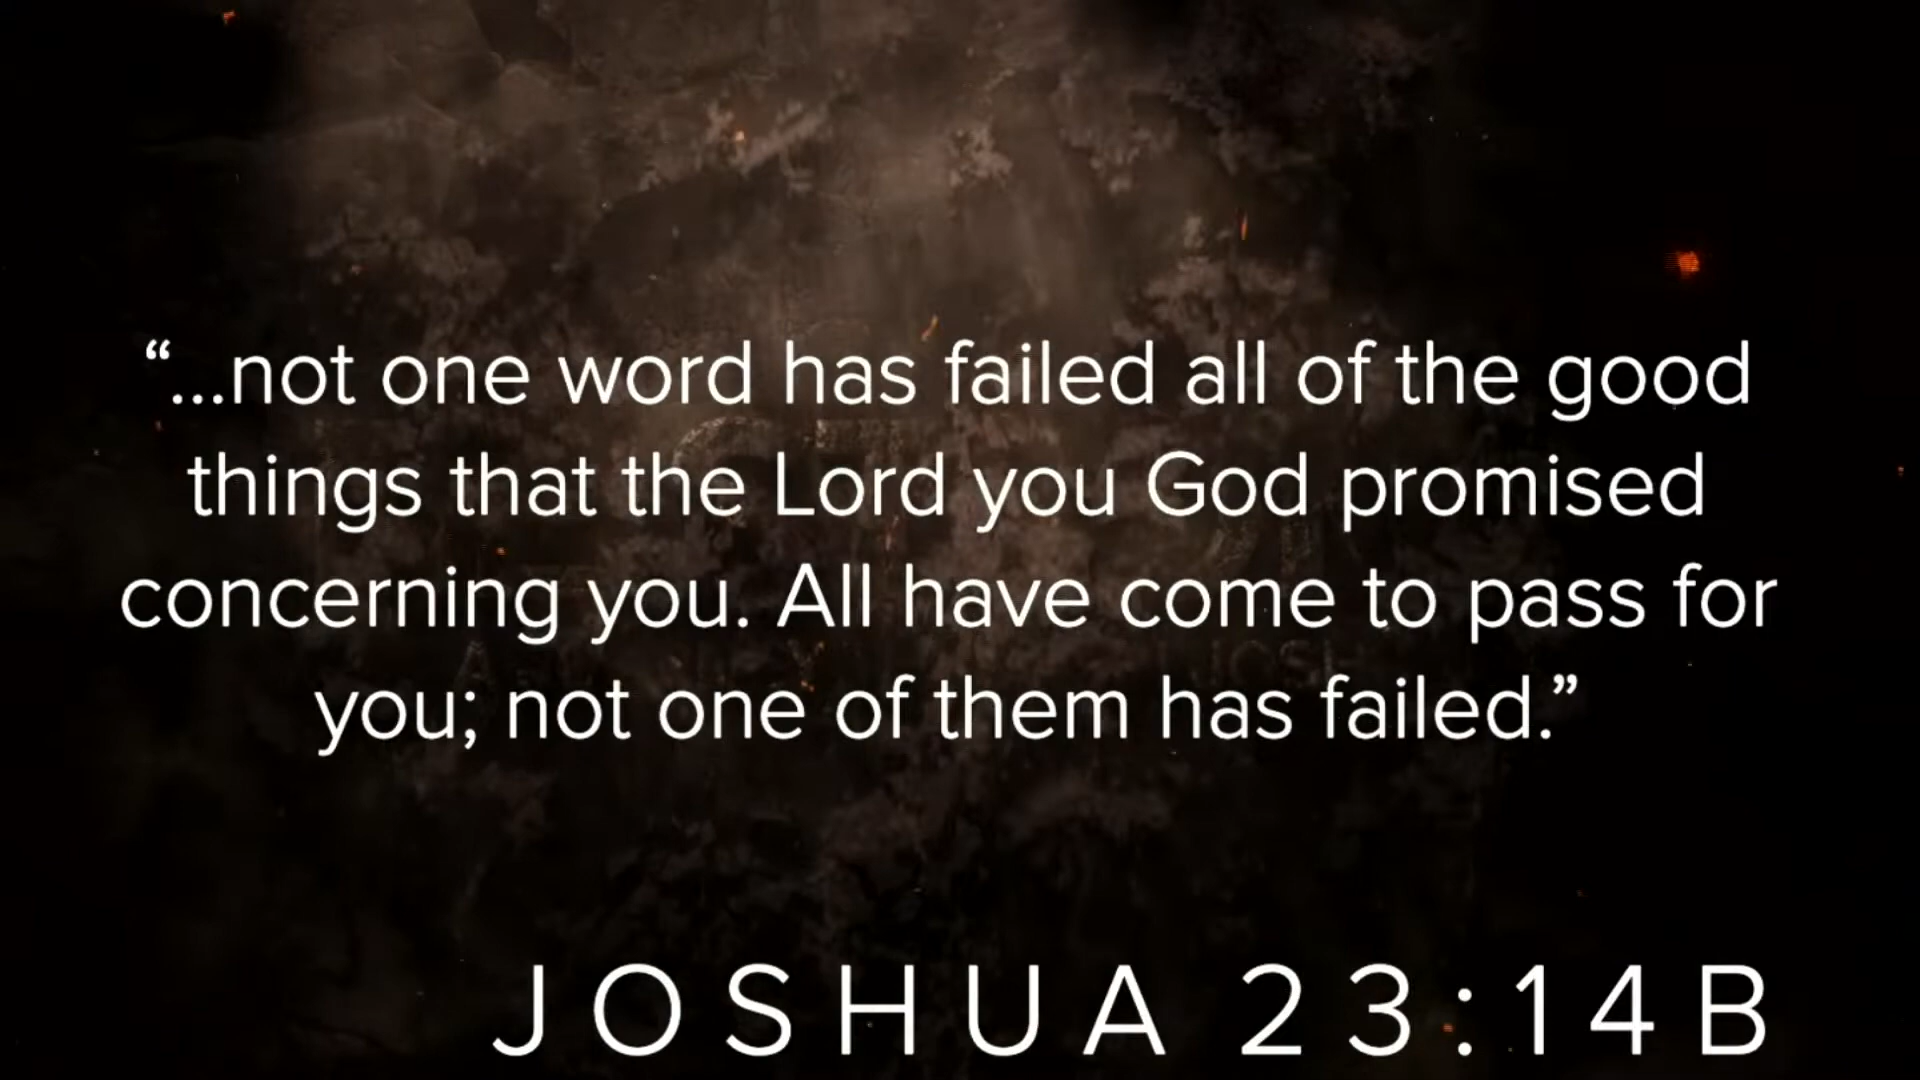 “...not one word has failed all of the good
things that the Lord you God promised
concerning you. All have come to pass for
you; not one of them has failed.”
JOSHUA 23:14B